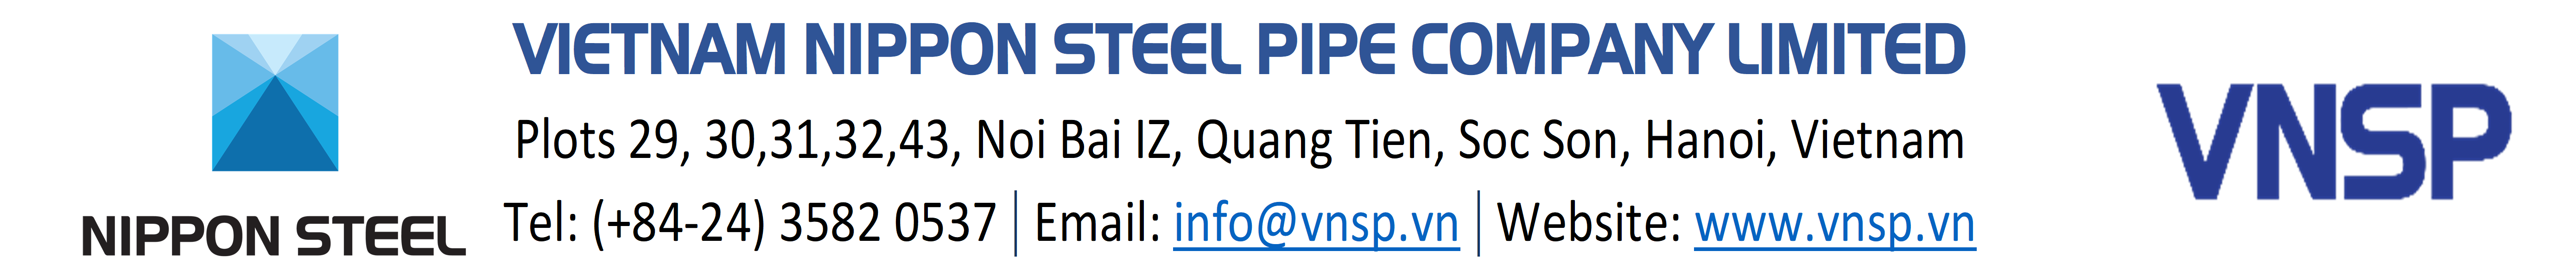 VIETNAM NIPPON STEEL PIPE COMPANY LIMITED
Plots 29, 30,31,32,43, Noi Bai IZ, Quang Tien, Soc Son, Hanoi, Vietnam
Tel: (+84-24) 3582 0537 | Email: info@vnsp.vn | Website: www.vnsp.vn
NIPPON STEEL
VNSP